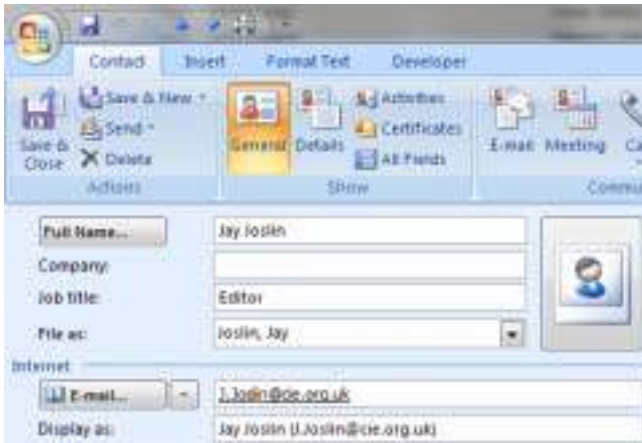 Contact Insert Format Text Developer
Save & Close
Save & New
Send
Delete
Actions
General
Details
Activities
Certificates
All Fields
Show
E-mail
Meeting
Ca
Commu
Full Name... Jay Joslin
Company:
Job title: Editor
File as: Joslin, Jay
Internet
E-mail... J.Joslin@cie.org.uk
Display as: Jay Joslin (J.Joslin@cie.org.uk)